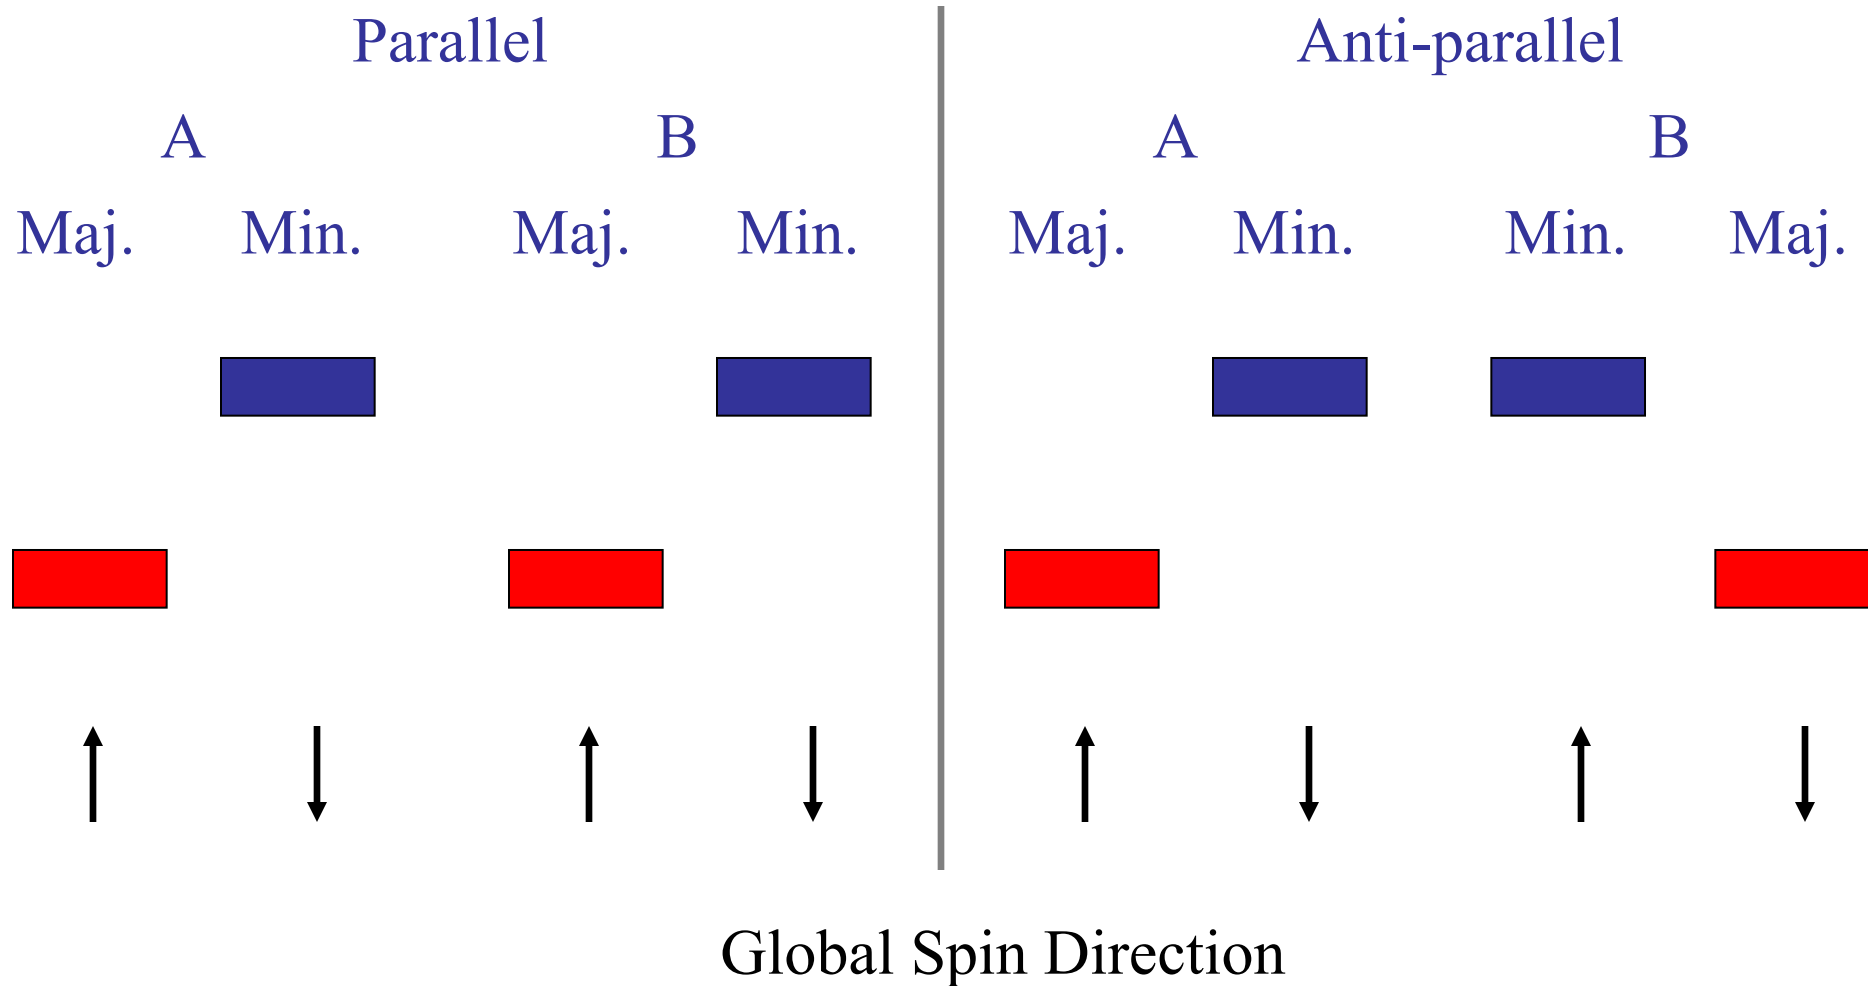 Parallel Anti-parallel
A B A B
Maj. Min. Maj. Min. Maj. Min. Min. Maj.
Global Spin Direction